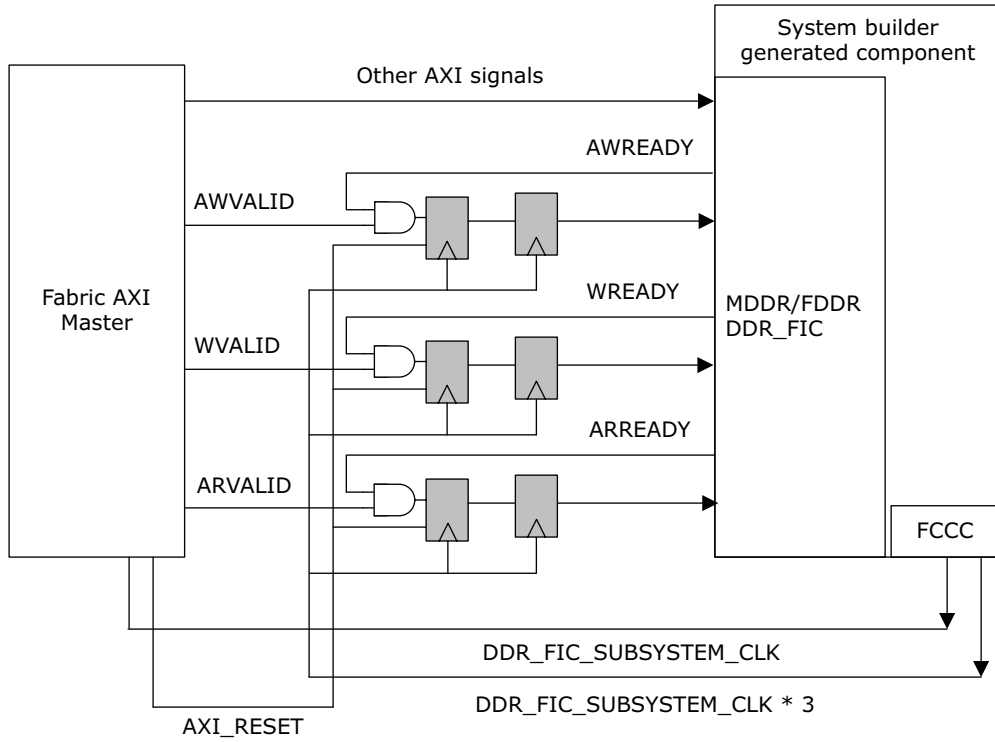 System builder
generated component
Other AXI signals
AWREADY
AWVALID
Fabric AXI
Master
WREADY
MDDR/FDDR
DDR_FIC
WVALID
ARREADY
ARVALID
FCCC
DDR_FIC_SUBSYSTEM_CLK
DDR_FIC_SUBSYSTEM_CLK * 3
AXI_RESET